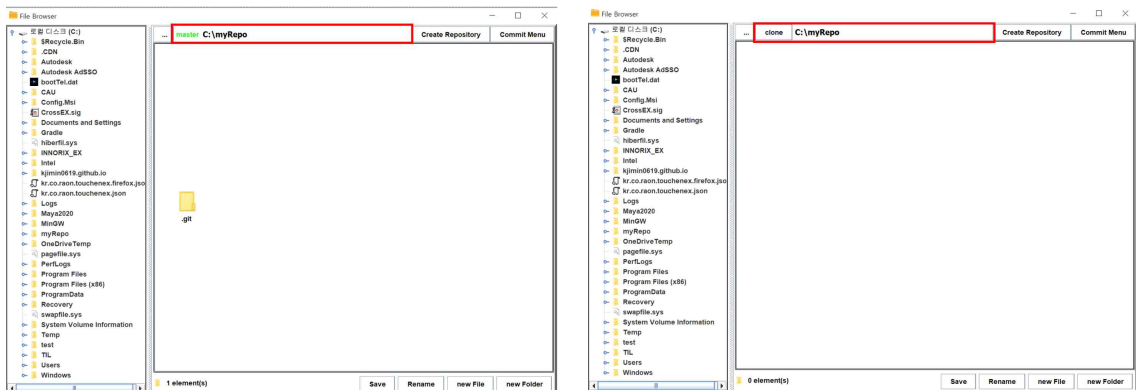 File Browser
로컬 디스크 (C:)
$Recycle.Bin
.CDN
Autodesk
Autodesk AdSSO
bootTel.dat
CAU
Config.Msi
CrossEX.sig
Documents and Settings
Gradle
hiberfil.sys
INNORIX_EX
Intel
kjimin0619.github.io
kr.co.raon.touchenex.firefox.jso
kr.co.raon.touchenex.json
Logs
Maya2020
MinGW
myRepo
OneDriveTemp
pagefile.sys
PerfLogs
Program Files
Program Files (x86)
ProgramData
Recovery
swapfile.sys
System Volume Information
Temp
test
TIL
Users
Windows
... master C:\myRepo Create Repository Commit Menu
.git
1 element(s) Save Rename new File new Folder
File Browser
로컬 디스크 (C:)
$Recycle.Bin
.CDN
Autodesk
Autodesk AdSSO
bootTel.dat
CAU
Config.Msi
CrossEX.sig
Documents and Settings
Gradle
hiberfil.sys
INNORIX_EX
Intel
kjimin0619.github.io
kr.co.raon.touchenex.firefox.jso
kr.co.raon.touchenex.json
Logs
Maya2020
MinGW
myRepo
OneDriveTemp
pagefile.sys
PerfLogs
Program Files
Program Files (x86)
ProgramData
Recovery
swapfile.sys
System Volume Information
Temp
test
TIL
Users
Windows
... clone C:\myRepo Create Repository Commit Menu
0 element(s) Save Rename new File new Folder